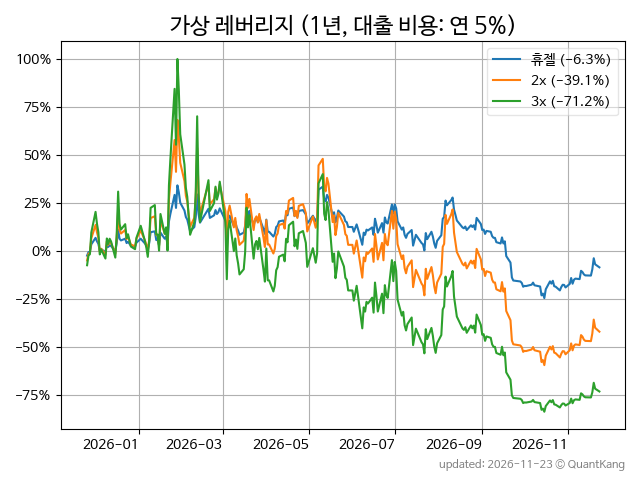 가상 레버리지 (1년, 대출 비용: 연 5%)
휴젤 (−6.3%)
2x (−39.1%)
3x (−71.2%)
100%
75%
50%
25%
0%
−25%
−50%
−75%
2026-01
2026-03
2026-05
2026-07
2026-09
2026-11
updated: 2026-11-23 © QuantKang